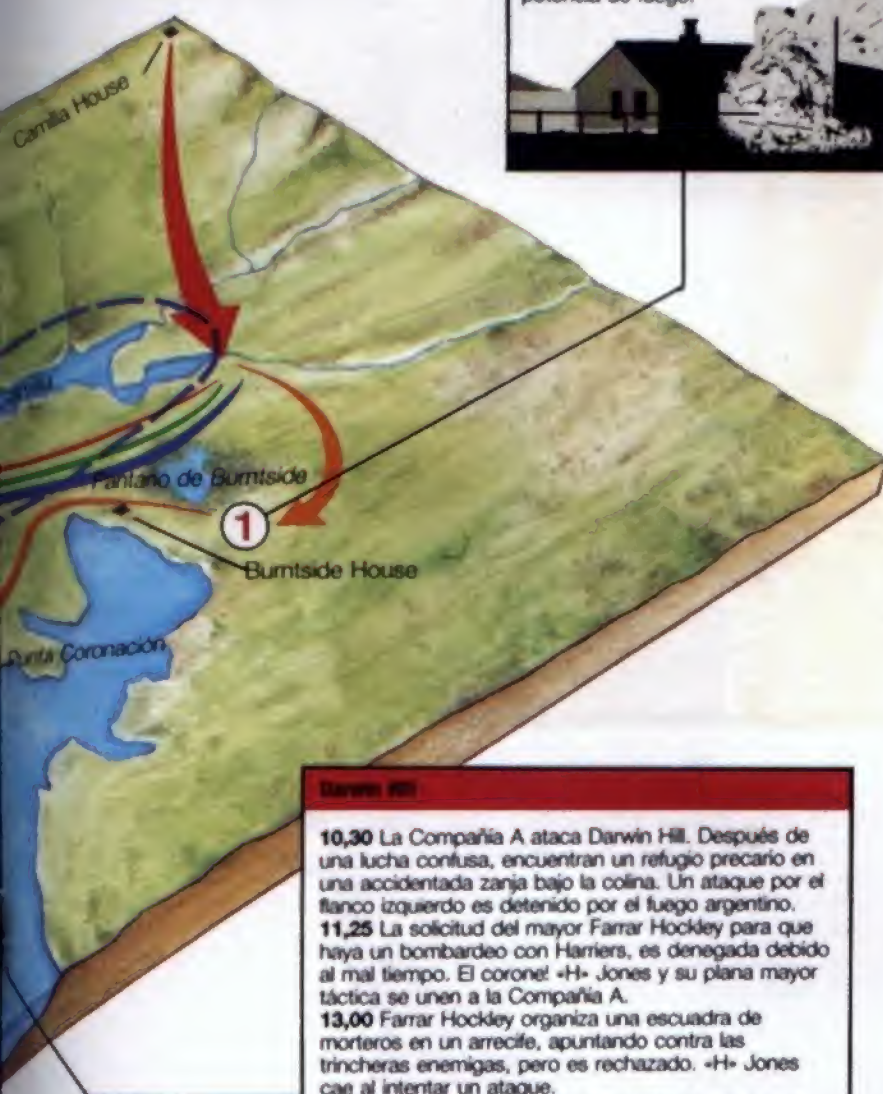 potencia de fuego.
Camilla House
Pantano de Burntside
1
Burntside House
Punta Coronación
Darwin Hill
10,30 La Compañía A ataca Darwin Hill. Después de
una lucha confusa, encuentran un refugio precario en
una accidentada zanja bajo la colina. Un ataque por el
flanco izquierdo es detenido por el fuego argentino.
11,25 La solicitud del mayor Farrar Hockley para que
haya un bombardeo con Harriers, es denegada debido
al mal tiempo. El coronel «H» Jones y su plana mayor
táctica se unen a la Compañía A.
13,00 Farrar Hockley organiza una escuadra de
morteros en un arrecife, apuntando contra las
trincheras enemigas, pero es rechazado. «H» Jones
cae al intentar un ataque.